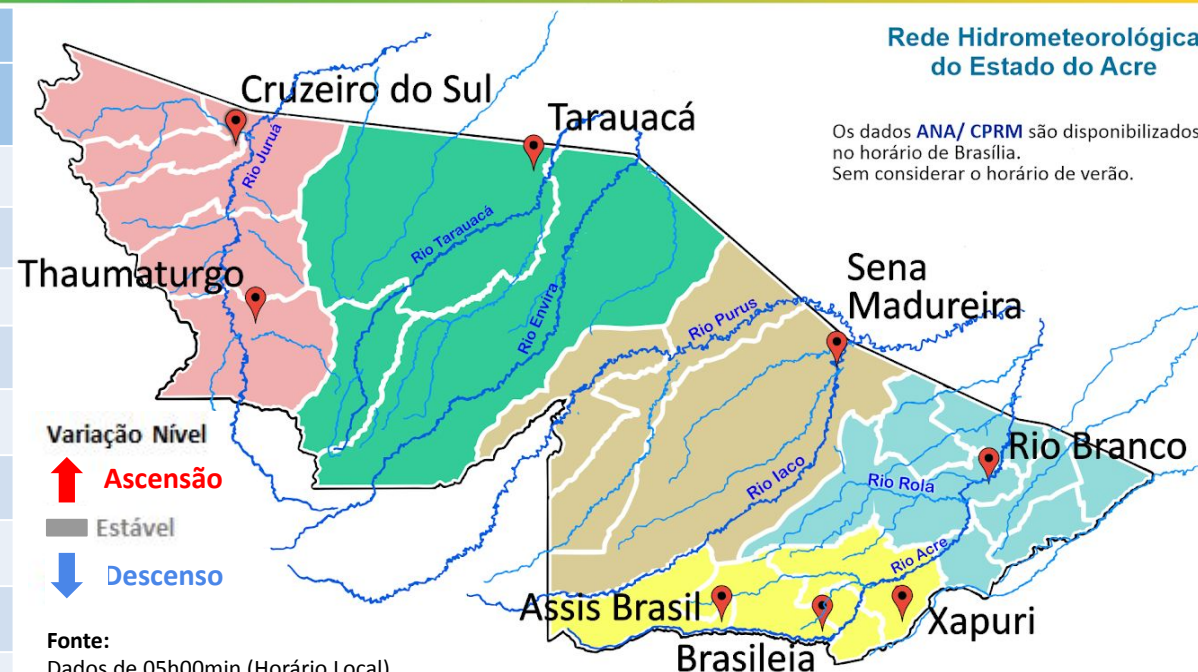 Rede Hidrometeorológica
do Estado do Acre
Os dados ANA/ CPRM são disponibilizados
no horário de Brasília.
Sem considerar o horário de verão.
Cruzeiro do Sul
Tarauacá
Rio Juruá
Rio Tarauacá
Thaumaturgo
Sena
Madureira
Rio Envira
Rio Purus
Variação Nível
Ascensão
Estável
Descenso
Rio Branco
Rio Iaco
Rio Rola
Rio Acre
Assis Brasil
Xapuri
Brasileia
Fonte:
Dados de 05h00min (Horário Local)